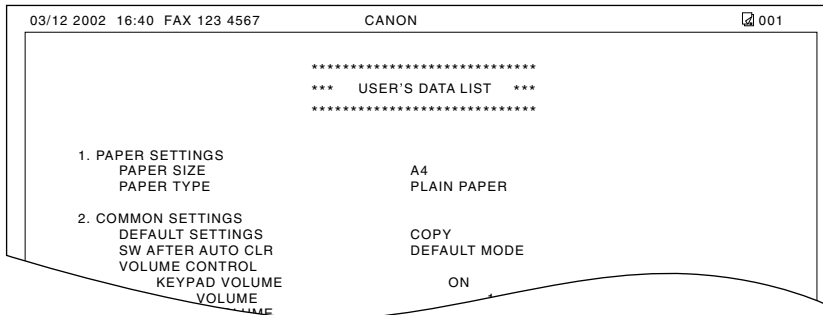 03/12 2002 16:40 FAX 123 4567 CANON 001
*****************************
*** USER'S DATA LIST ***
*****************************
1. PAPER SETTINGS
PAPER SIZE A4
PAPER TYPE PLAIN PAPER
2. COMMON SETTINGS
DEFAULT SETTINGS COPY
SW AFTER AUTO CLR DEFAULT MODE
VOLUME CONTROL
KEYPAD VOLUME ON
VOLUME